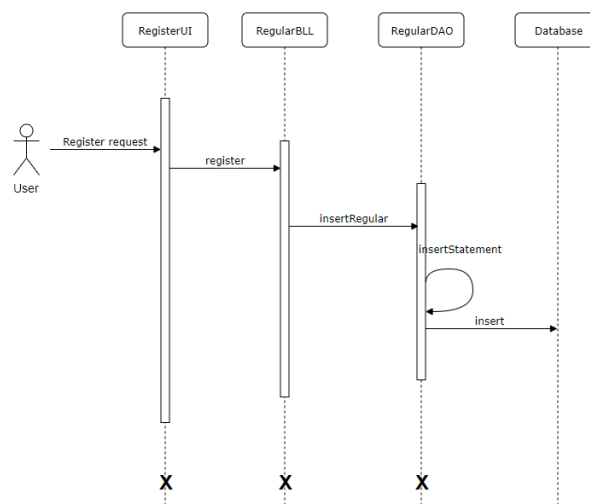 RegisterUI
RegularBLL
RegularDAO
Database
Register request
User
register
insertRegular
insertStatement
insert
X
X
X